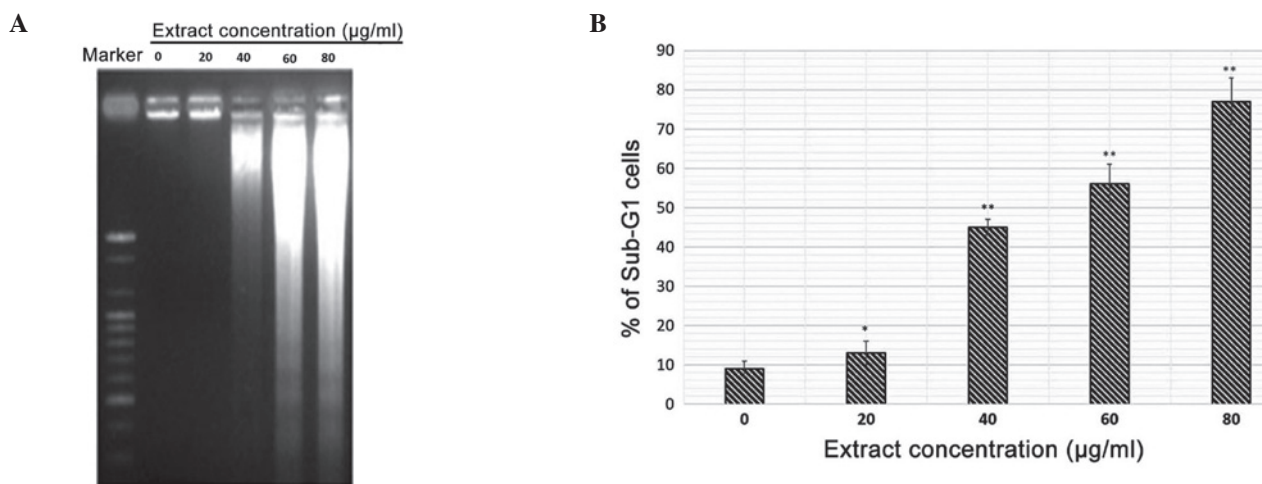 A
Extract concentration (µg/ml)
Marker 0 20 40 60 80
B
90
80
70
60
50
40
30
20
10
0
% of Sub-G1 cells
*
**
**
**
0 20 40 60 80
Extract concentration (µg/ml)